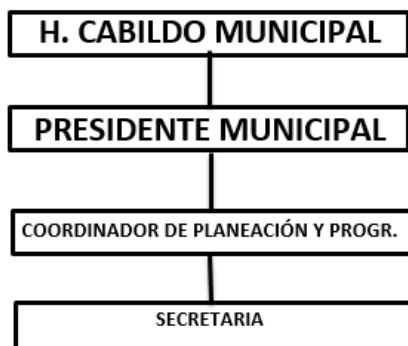 H. CABILDO MUNICIPAL
PRESIDENTE MUNICIPAL
COORDINADOR DE PLANEACIÓN Y PROGR.
SECRETARIA